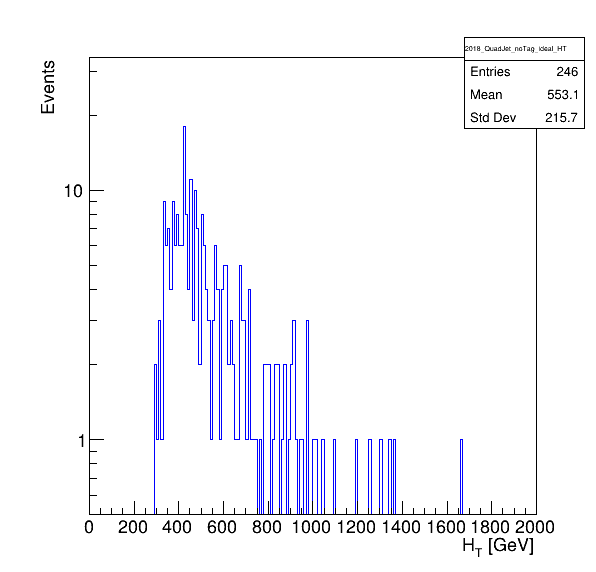 2018_QuadJet_noTag_ideal_HT
Entries 246
Mean 553.1
Std Dev 215.7
Events
10
1
0 200 400 600 800 1000 1200 1400 1600 1800 2000
H_T [GeV]